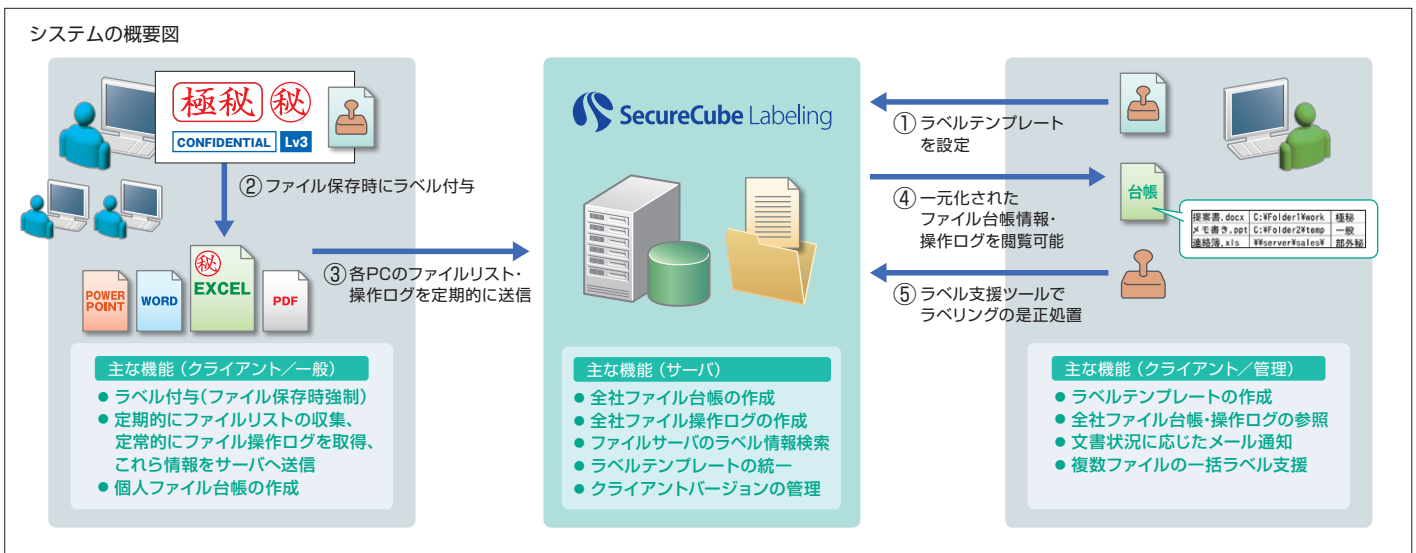 システムの概要図
極秘 秘
CONFIDENTIAL Lv3
② ファイル保存時にラベル付与
POWER
POINT
WORD
秘
EXCEL
PDF
③ 各PCのファイルリスト・
操作ログを定期的に送信
主な機能(クライアント/一般)
● ラベル付与(ファイル保存時強制)
● 定期的にファイルリストの収集、
定常的にファイル操作ログを取得、
これら情報をサーバへ送信
● 個人ファイル台帳の作成
SecureCube Labeling
主な機能(サーバ)
● 全社ファイル台帳の作成
● 全社ファイル操作ログの作成
● ファイルサーバのラベル情報検索
● ラベルテンプレートの統一
● クライアントバージョンの管理
① ラベルテンプレート
を設定
④ 一元化された
ファイル台帳情報・
操作ログを閲覧可能
台帳
提案書.docx C:¥Folder1¥work 極秘
メモ書き.ppt C:¥Folder2¥temp 一般
連絡簿.xls ¥¥server¥sales¥ 部外秘
⑤ ラベル支援ツールで
ラベリングの是正処置
主な機能(クライアント/管理)
● ラベルテンプレートの作成
● 全社ファイル台帳・操作ログの参照
● 文書状況に応じたメール通知
● 複数ファイルの一括ラベル支援